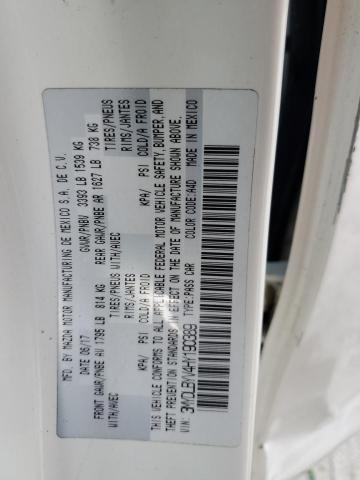 MFD. BY MAZDA MOTOR MANUFACTURING DE MEXICO S.A. DE C.V.
DATE 06/17 GVWR/PNBV 3393 LB 1539 KG
FRONT GAWR/PNBE AV 1795 LB 814 KG REAR GAWR/PNBE AR 1627 LB 738 KG
WITH/AVEC TIRES/PNEUS WITH/AVEC TIRES/PNEUS
RIMS/JANTES RIMS/JANTES
KPA/ PSI COLD/A FROID KPA/ PSI COLD/A FROID
THIS VEHICLE CONFORMS TO ALL APPLICABLE FEDERAL MOTOR VEHICLE SAFETY, BUMPER, AND
THEFT PREVENTION STANDARDS IN EFFECT ON THE DATE OF MANUFACTURE SHOWN ABOVE.
TYPE: PASS CAR COLOR CODE: A4D MADE IN MEXICO